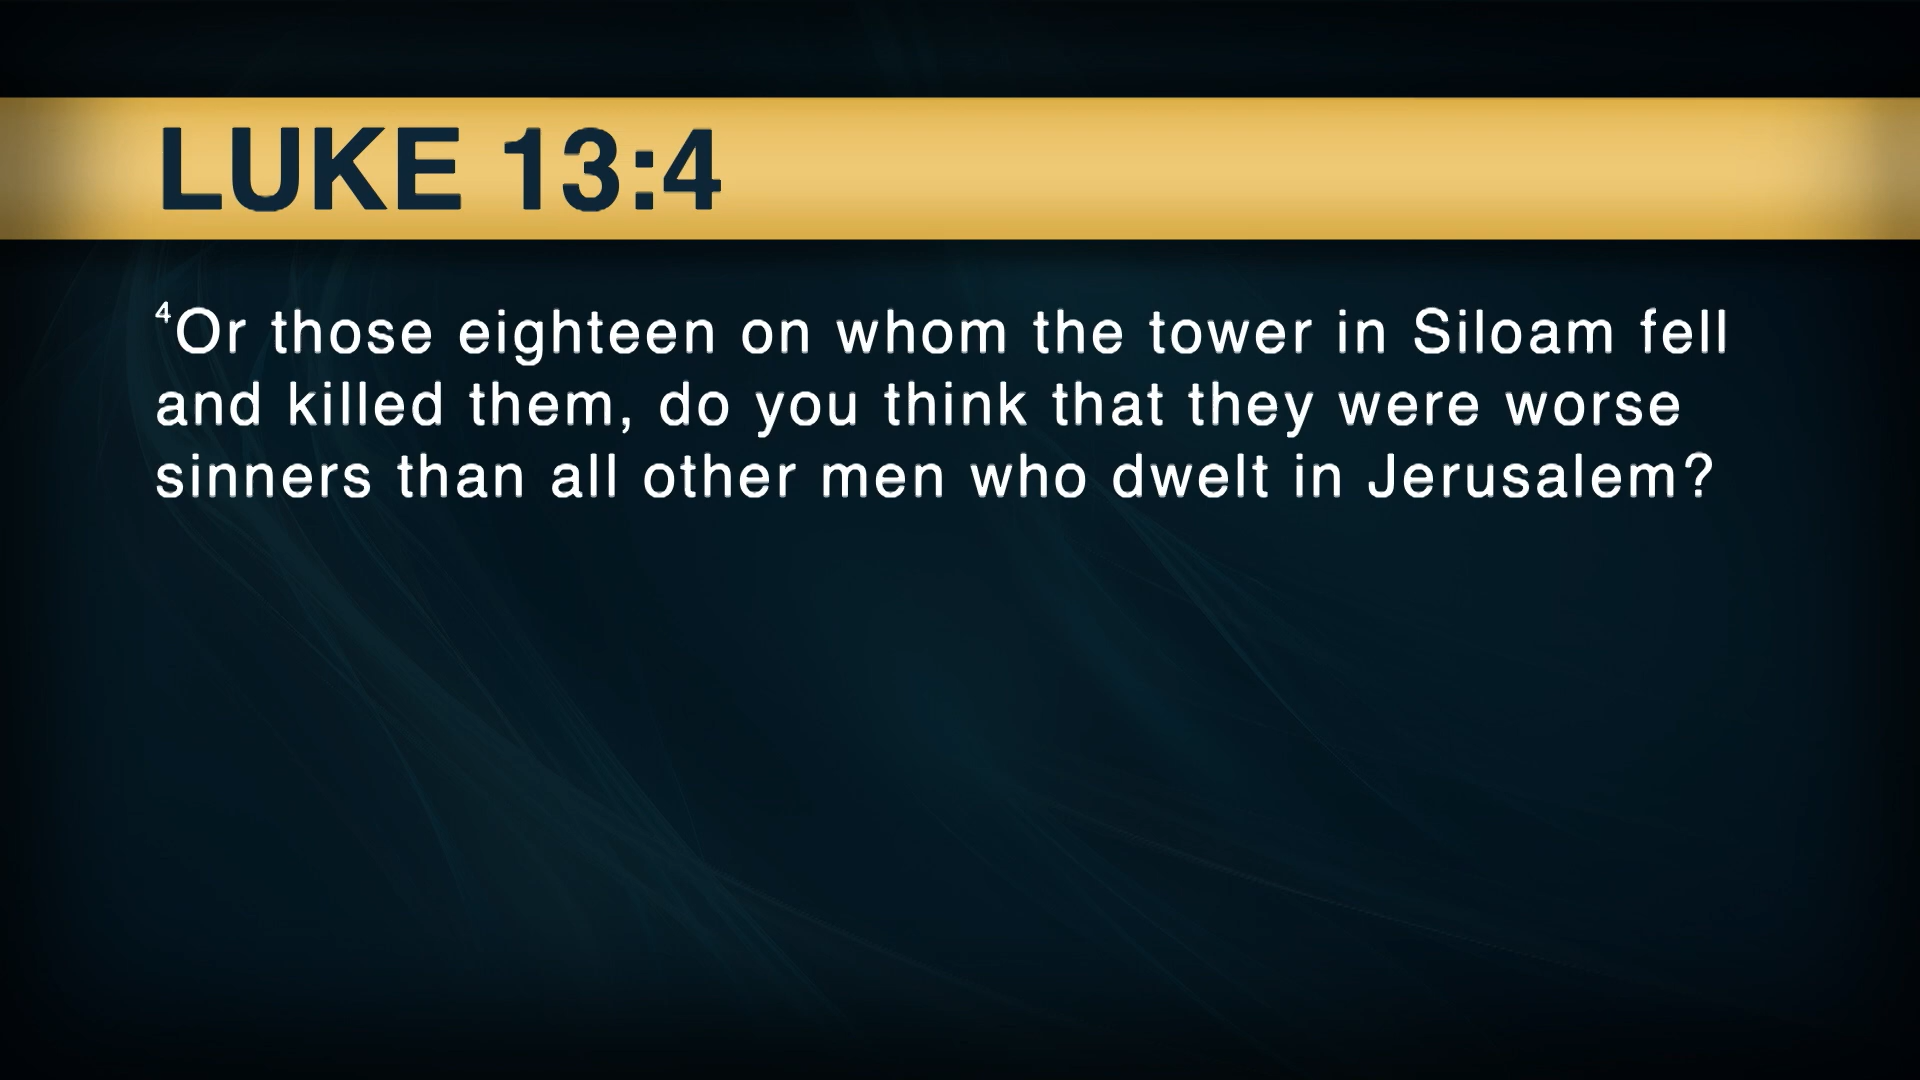 LUKE 13:4
⁴Or those eighteen on whom the tower in Siloam fell
and killed them, do you think that they were worse
sinners than all other men who dwelt in Jerusalem?